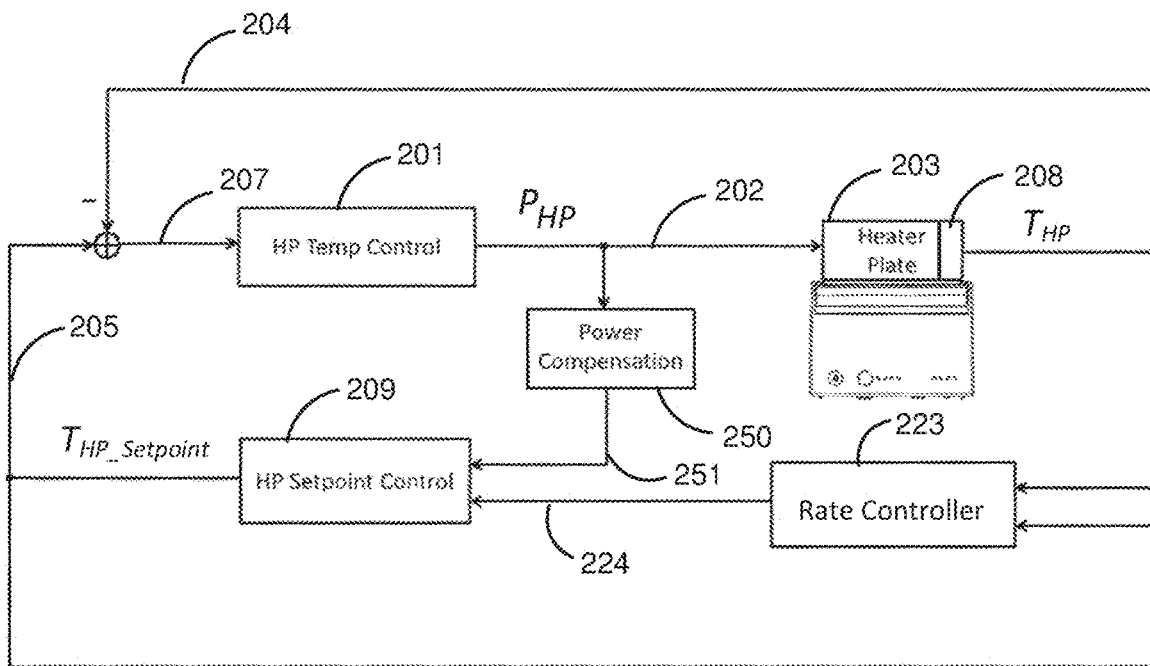 204
207
201
P_HP
202
203
208
T_HP
−
HP Temp Control
Heater
Plate
205
Power
Compensation
209
250
223
T_HP_Setpoint
251
HP Setpoint Control
Rate Controller
224